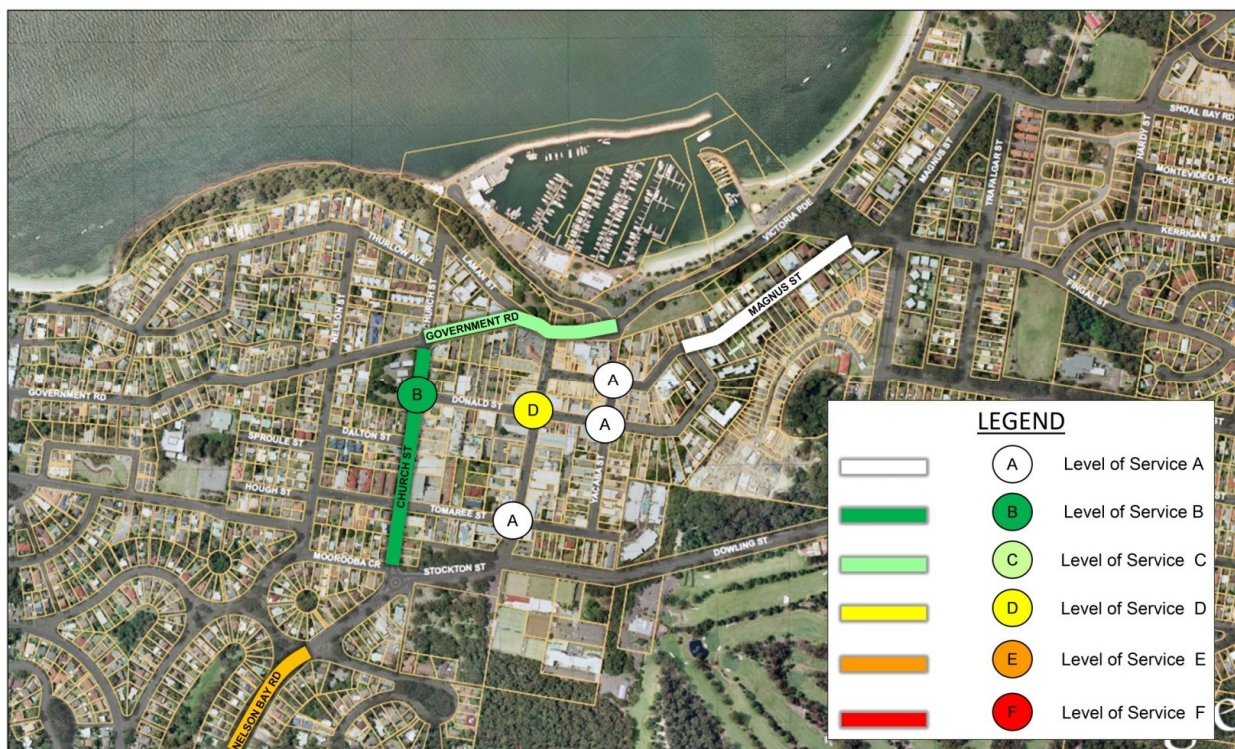 SHOAL BAY RD
HARDY ST
MAGNUS ST
TRAFALGAR ST
MONTEVIDEO PDE
VICTORIA PDE
KERRIGAN ST
THURLOW AVE
LAMAN ST
FINGAL ST
MAGNUS ST
NELSON ST
CHURCH ST
GOVERNMENT RD
GOVERNMENT RD
A
B
DONALD ST
D
A
DALTON ST
SPROULE ST
CHURCH ST
YACABA ST
HOUGH ST
TOMAREE ST
A
DOWLING ST
MOOROOBA CR
STOCKTON ST
NELSON BAY RD
LEGEND
A Level of Service A
B Level of Service B
C Level of Service C
D Level of Service D
E Level of Service E
F Level of Service F